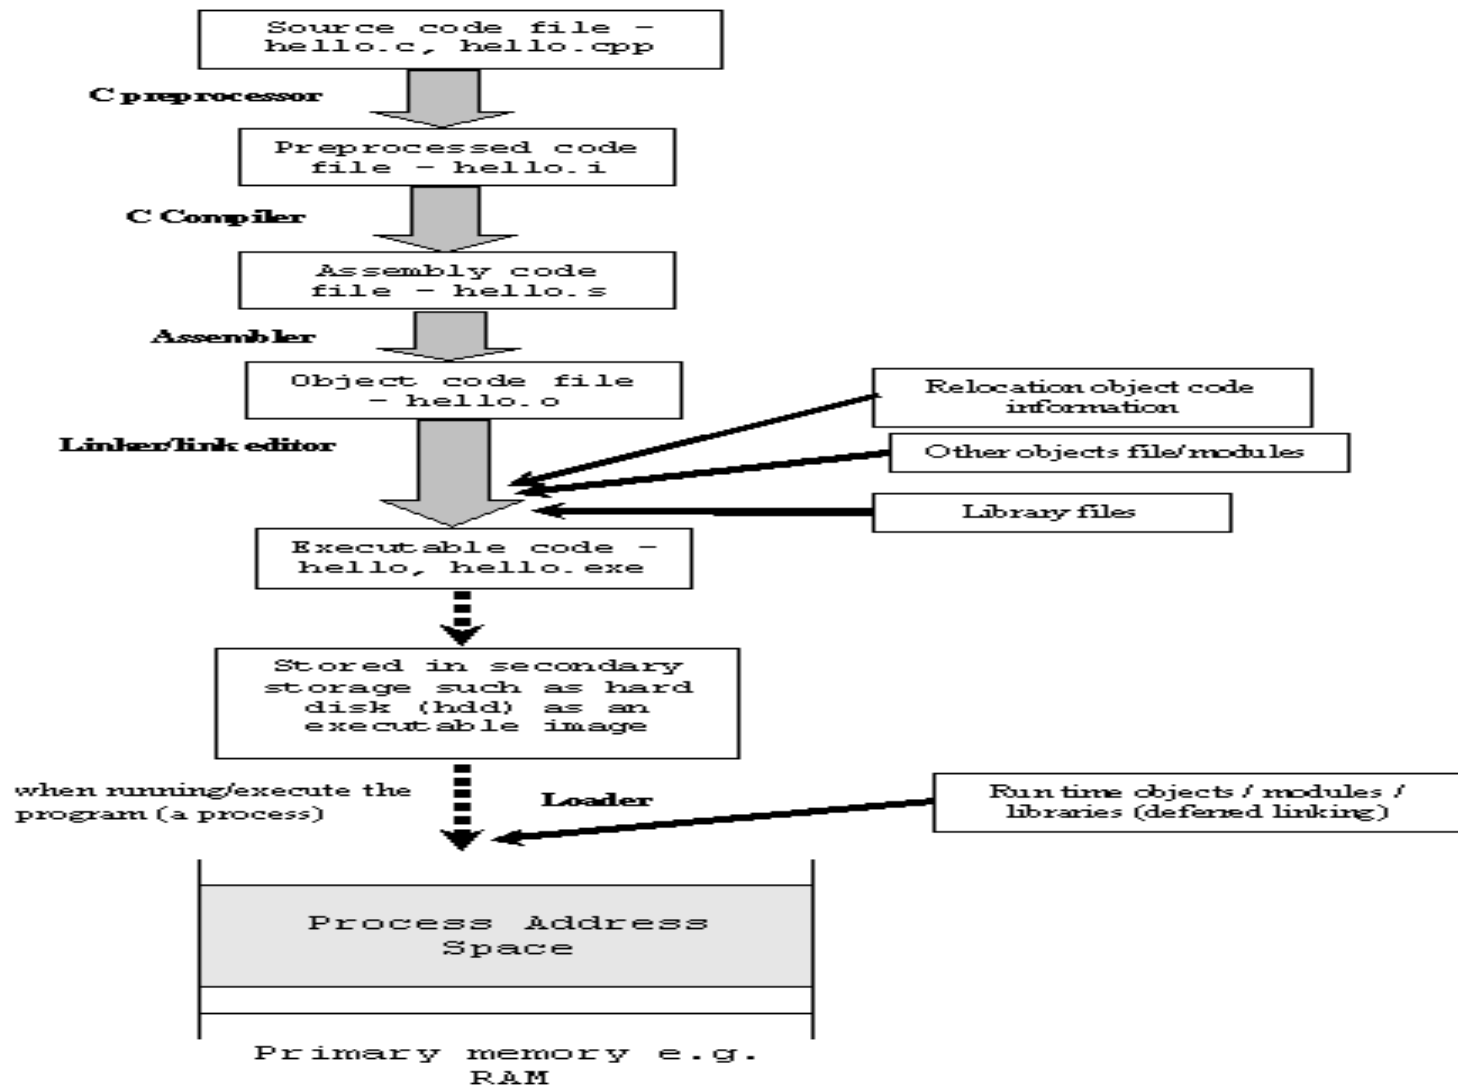 Source code file -
hello.c, hello.cpp
C preprocessor
Preprocessed code
file - hello.i
C Compiler
Assembly code
file - hello.s
Assembler
Object code file
- hello.o
Relocation object code
information
Linker/link editor
Other objects file/modules
Library files
Executable code -
hello, hello.exe
Stored in secondary
storage such as hard
disk (hdd) as an
executable image
when running/execute the
program (a process)
Loader
Run time objects / modules /
libraries (deferred linking)
Process Address
Space
Primary memory e.g.
RAM